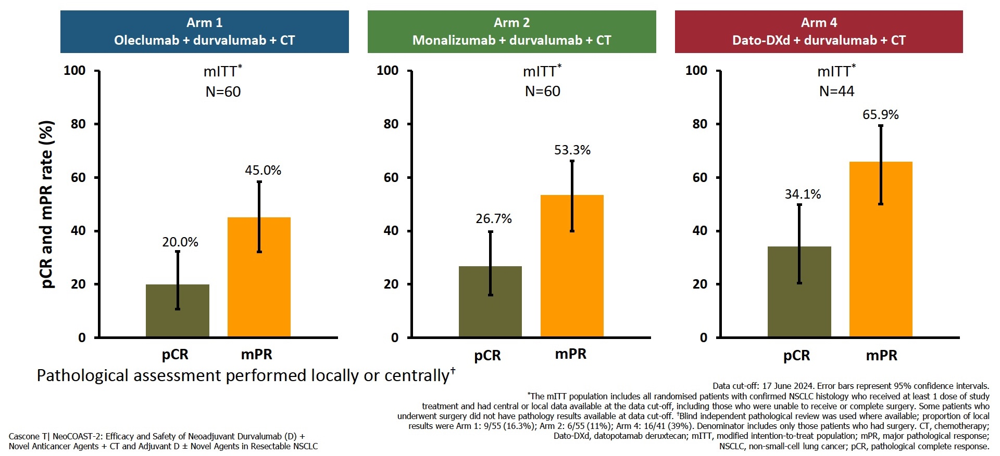 Arm 1
Oleclumab + durvalumab + CT
Arm 2
Monalizumab + durvalumab + CT
Arm 4
Dato-DXd + durvalumab + CT
pCR and mPR rate (%)
100
80
60
40
20
0
mITT*
N=60
20.0%
45.0%
pCR
mPR
100
80
60
40
20
0
mITT*
N=60
26.7%
53.3%
pCR
mPR
100
80
60
40
20
0
mITT*
N=44
34.1%
65.9%
pCR
mPR
Pathological assessment performed locally or centrally†
Data cut-off: 17 June 2024. Error bars represent 95% confidence intervals.
*The mITT population includes all randomised patients with confirmed NSCLC histology who received at least 1 dose of study
treatment and had central or local data available at the data cut-off, including those who were unable to receive or complete surgery. Some patients who
underwent surgery did not have pathology results available at data cut-off. †Blind independent pathological review was used where available; proportion of local
results were Arm 1: 9/55 (16.3%); Arm 2: 6/55 (11%); Arm 4: 16/41 (39%). Denominator includes only those patients who had surgery. CT, chemotherapy;
Dato-DXd, datopotamab deruxtecan; mITT, modified intention-to-treat population; mPR, major pathological response;
NSCLC, non-small-cell lung cancer; pCR, pathological complete response.
Cascone T| NeoCOAST-2: Efficacy and Safety of Neoadjuvant Durvalumab (D) +
Novel Anticancer Agents + CT and Adjuvant D ± Novel Agents in Resectable NSCLC